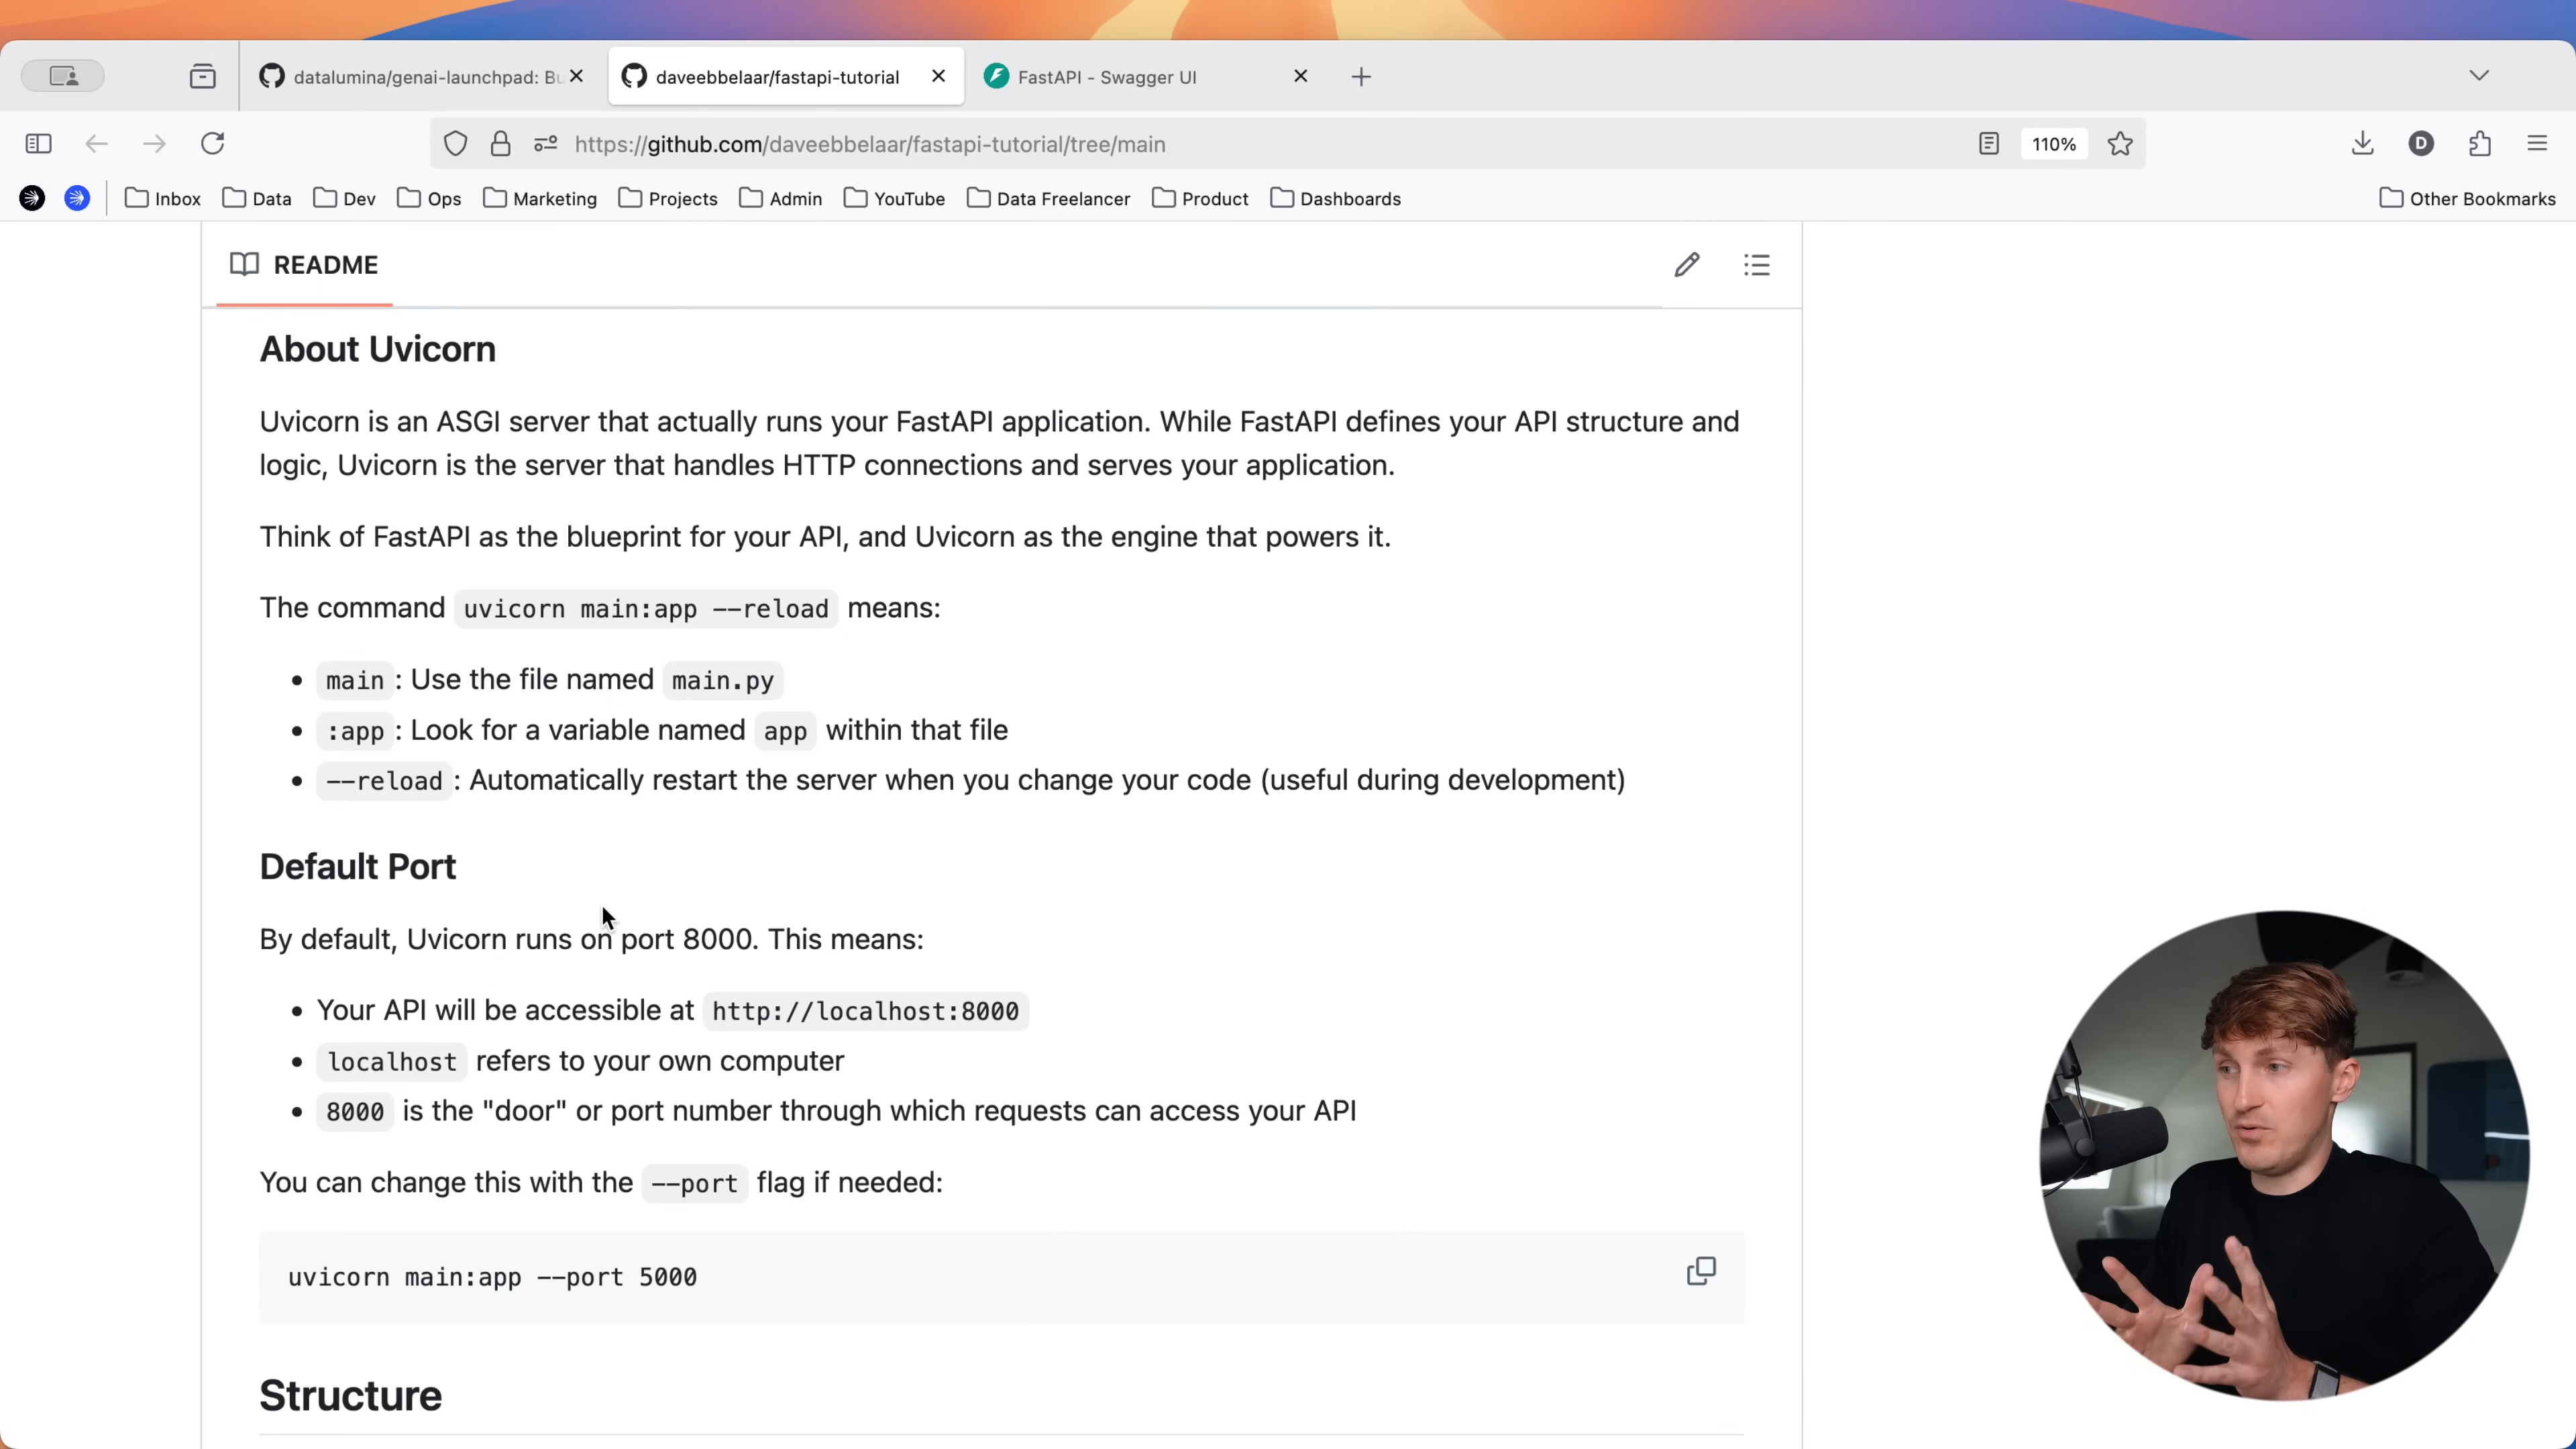 datalumina/genai-launchpad: Bu
daveebbelaar/fastapi-tutorial
FastAPI - Swagger UI
https://github.com/daveebbelaar/fastapi-tutorial/tree/main
110%
D
Inbox
Data
Dev
Ops
Marketing
Projects
Admin
YouTube
Data Freelancer
Product
Dashboards
Other Bookmarks
README
About Uvicorn
Uvicorn is an ASGI server that actually runs your FastAPI application. While FastAPI defines your API structure and
logic, Uvicorn is the server that handles HTTP connections and serves your application.
Think of FastAPI as the blueprint for your API, and Uvicorn as the engine that powers it.
The command uvicorn main:app --reload means:
• main: Use the file named main.py
• :app: Look for a variable named app within that file
• --reload: Automatically restart the server when you change your code (useful during development)
Default Port
By default, Uvicorn runs on port 8000. This means:
• Your API will be accessible at http://localhost:8000
• localhost refers to your own computer
• 8000 is the "door" or port number through which requests can access your API
You can change this with the --port flag if needed:
uvicorn main:app --port 5000
Structure